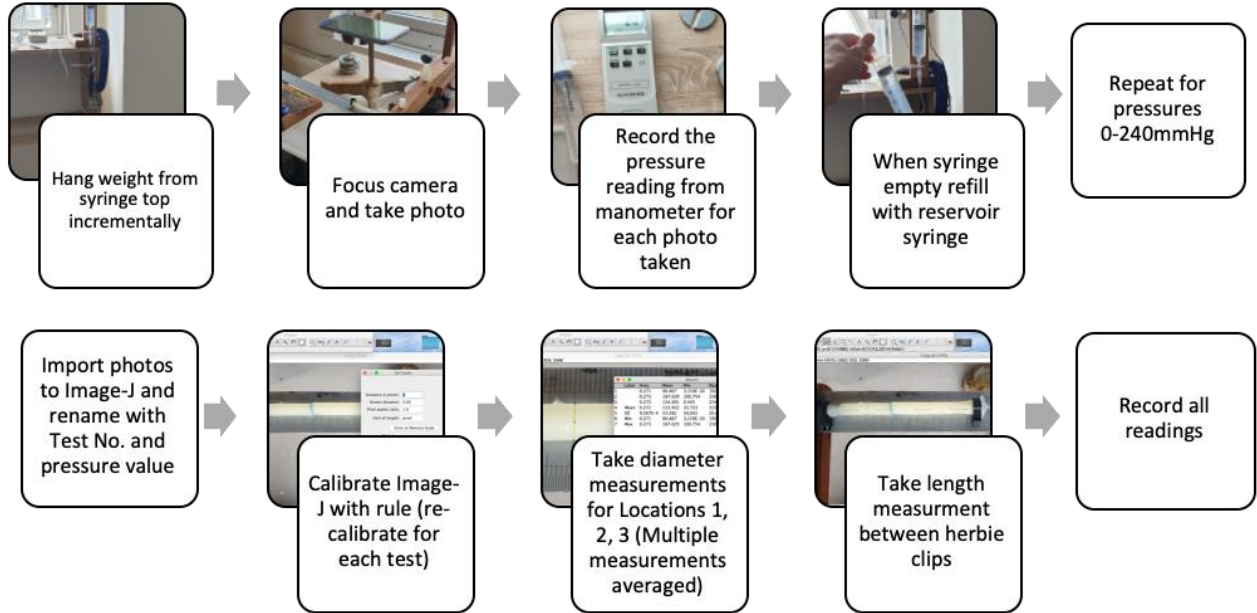 Hang weight from
syringe top
incrementally
Focus camera
and take photo
Record the
pressure
reading from
manometer for
each photo
taken
When syringe
empty refill
with reservoir
syringe
Repeat for
pressures
0-240mmHg
Import photos
to Image-J and
rename with
Test No. and
pressure value
Calibrate Image-
J with rule (re-
calibrate for
each test)
Take diameter
measurements
for Locations 1,
2, 3 (Multiple
measurements
averaged)
Take length
measurment
between herbie
clips
Record all
readings